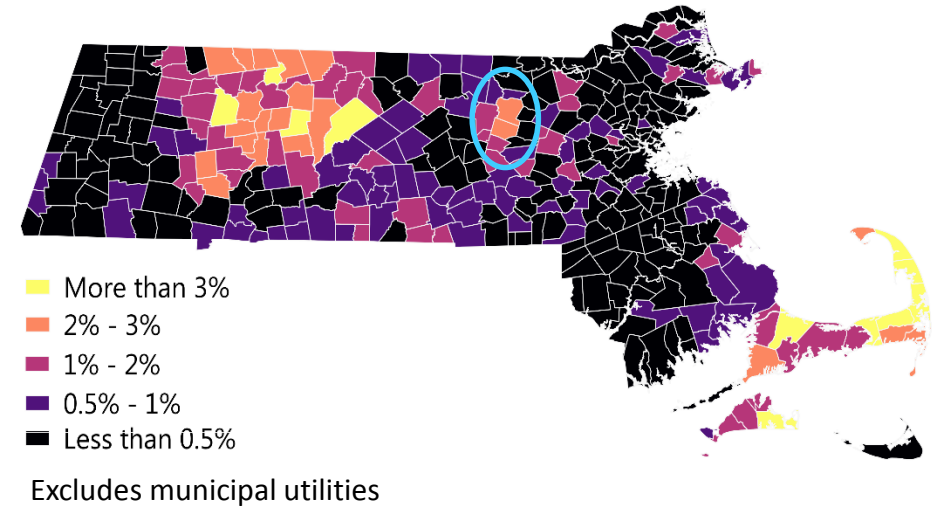 More than 3%
2% - 3%
1% - 2%
0.5% - 1%
Less than 0.5%
Excludes municipal utilities